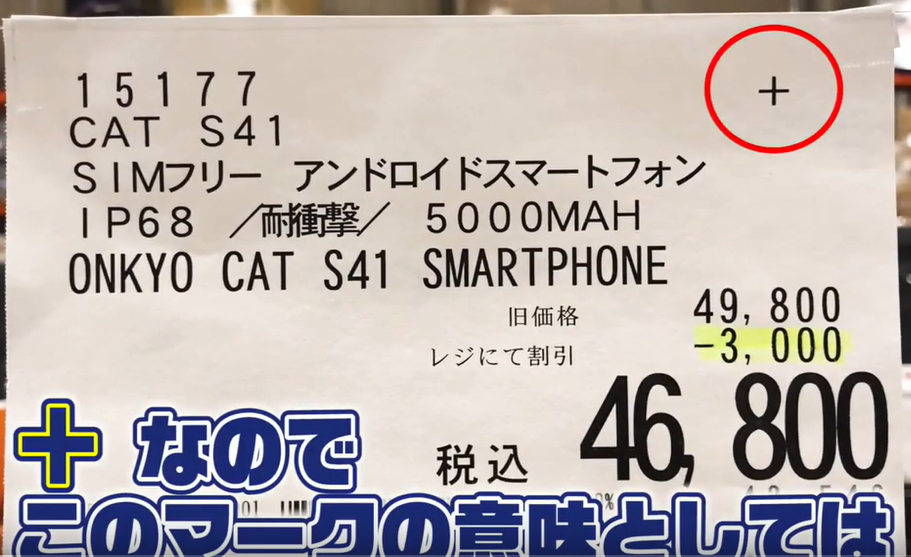 15177
+
CAT S41
SIMフリー アンドロイドスマートフォン
IP68 /耐衝撃/ 5000MAH
ONKYO CAT S41 SMARTPHONE
旧価格 49,800
レジにて割引 -3,000
税込 46,800
+なので
このマークの意味としては